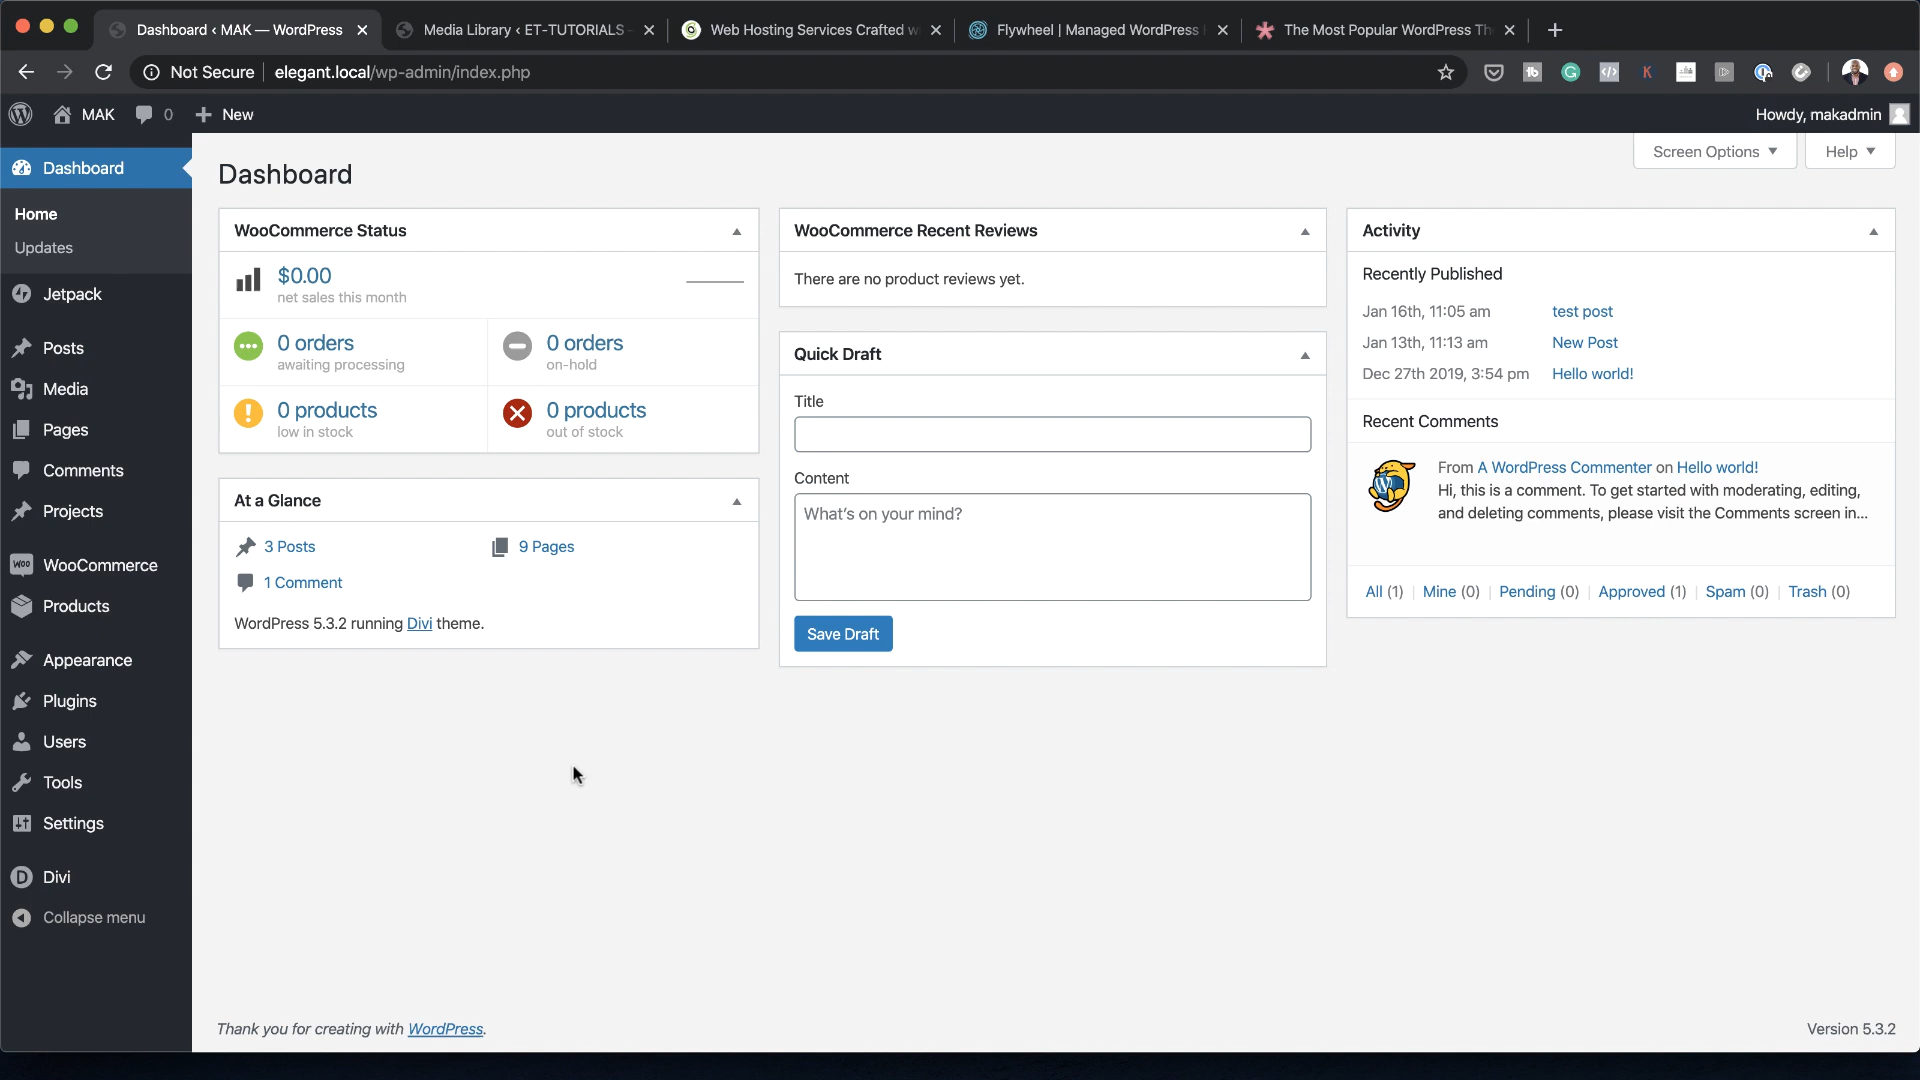 Dashboard ‹ MAK — WordPress
Media Library ‹ ET-TUTORIALS -
Web Hosting Services Crafted w
Flywheel | Managed WordPress
The Most Popular WordPress Th
Not Secure
elegant.local/wp-admin/index.php
MAK
0
New
Howdy, makadmin
Dashboard
Home
Updates
Jetpack
Posts
Media
Pages
Comments
Projects
WooCommerce
Products
Appearance
Plugins
Users
Tools
Settings
Divi
Collapse menu
Screen Options
Help
Dashboard
WooCommerce Status
$0.00
net sales this month
0 orders
awaiting processing
0 orders
on-hold
0 products
low in stock
0 products
out of stock
At a Glance
3 Posts
9 Pages
1 Comment
WordPress 5.3.2 running Divi theme.
WooCommerce Recent Reviews
There are no product reviews yet.
Quick Draft
Title
Content
What's on your mind?
Save Draft
Activity
Recently Published
Jan 16th, 11:05 am test post
Jan 13th, 11:13 am New Post
Dec 27th 2019, 3:54 pm Hello world!
Recent Comments
From A WordPress Commenter on Hello world!
Hi, this is a comment. To get started with moderating, editing,
and deleting comments, please visit the Comments screen in...
All (1) | Mine (0) | Pending (0) | Approved (1) | Spam (0) | Trash (0)
Thank you for creating with WordPress.
Version 5.3.2